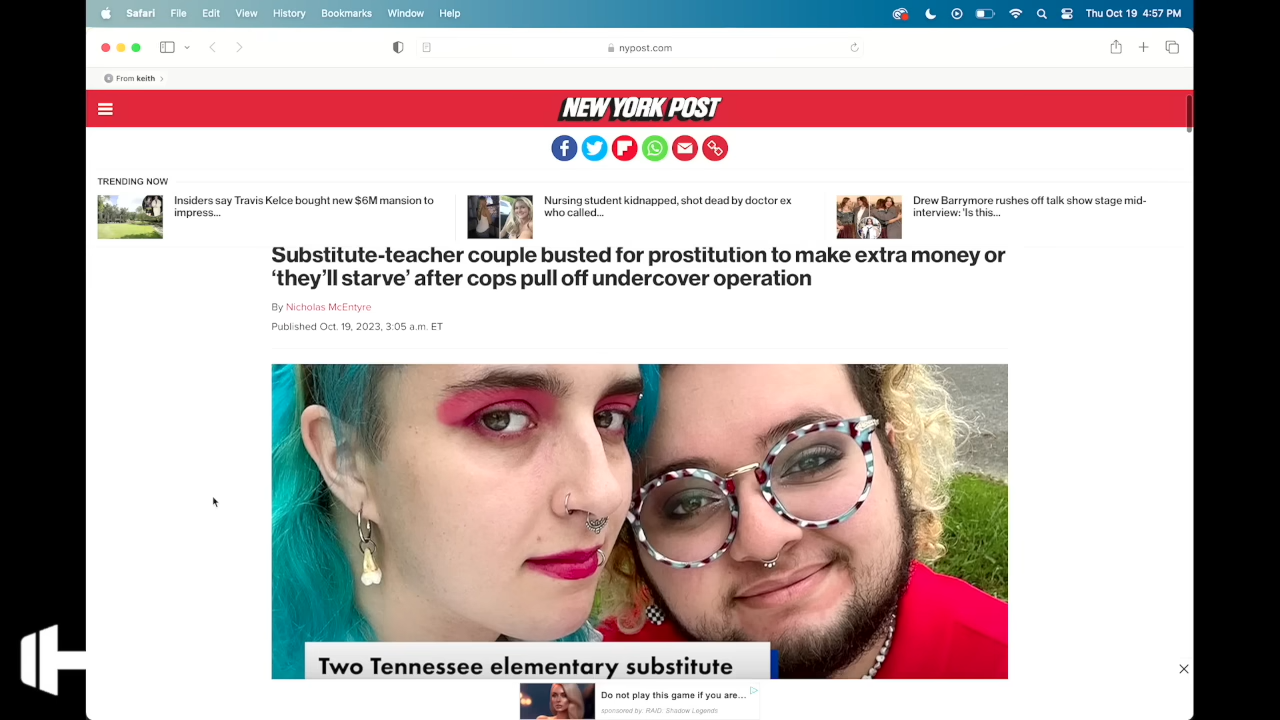 Safari File Edit View History Bookmarks Window Help Thu Oct 19 4:57 PM
nypost.com
From keith
NEW YORK POST
TRENDING NOW
Insiders say Travis Kelce bought new $6M mansion to
impress...
Nursing student kidnapped, shot dead by doctor ex
who called...
Drew Barrymore rushes off talk show stage mid-
interview: 'Is this...
Substitute-teacher couple busted for prostitution to make extra money or
‘they’ll starve’ after cops pull off undercover operation
By Nicholas McEntyre
Published Oct. 19, 2023, 3:05 a.m. ET
Two Tennessee elementary substitute
Do not play this game if you are...
sponsored by: RAID: Shadow Legends